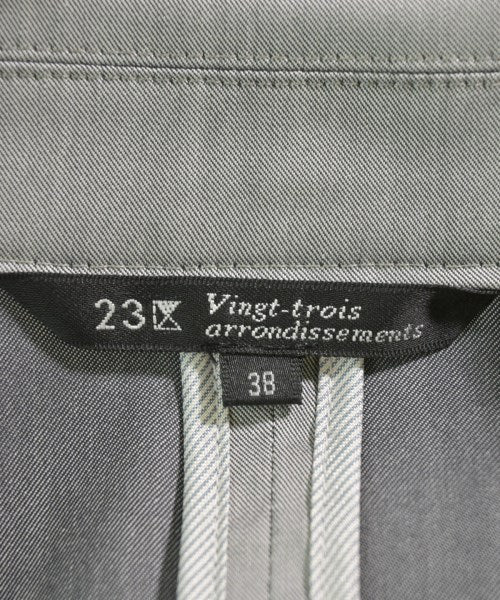 23区
Vingt-trois
arrondissements
38